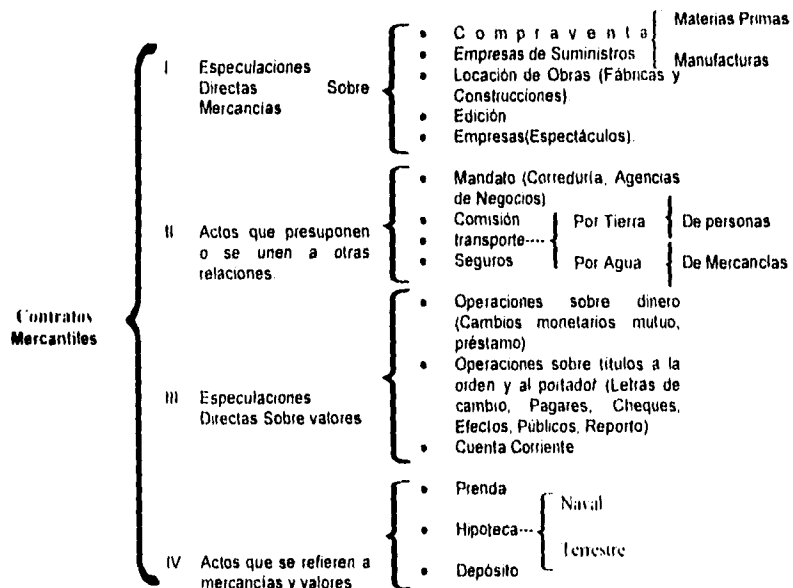 Contratos
Mercantiles
I Especulaciones
Directas Sobre
Mercancías
• Compraventa
Materias Primas
Manufacturas
• Empresas de Suministros
• Locación de Obras (Fábricas y
Construcciones)
• Edición
• Empresas(Espectáculos).
II Actos que presuponen
o se unen a otras
relaciones.
• Mandato (Correduría, Agencias
de Negocios)
• Comisión
• transporte----
Por Tierra
Por Agua
De personas
De Mercancías
• Seguros
III Especulaciones
Directas Sobre valores
• Operaciones sobre dinero
(Cambios monetarios mutuo,
préstamo)
• Operaciones sobre títulos a la
orden y al portador (Letras de
cambio, Pagares, Cheques,
Efectos, Públicos, Reporto)
• Cuenta Corriente
IV Actos que se refieren a
mercancías y valores
• Prenda
• Hipoteca---
Naval
Terrestre
• Depósito